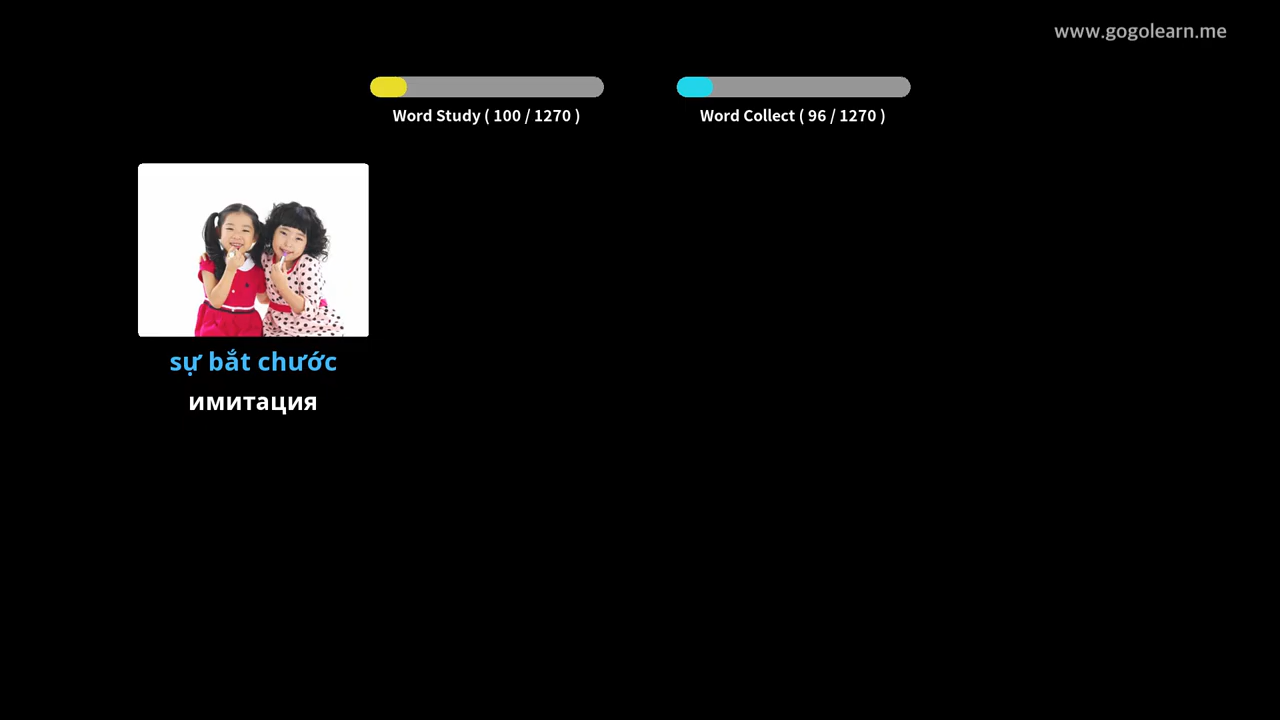 www.gogolearn.me
Word Study ( 100 / 1270 )
Word Collect ( 96 / 1270 )
sự bắt chước
имитация